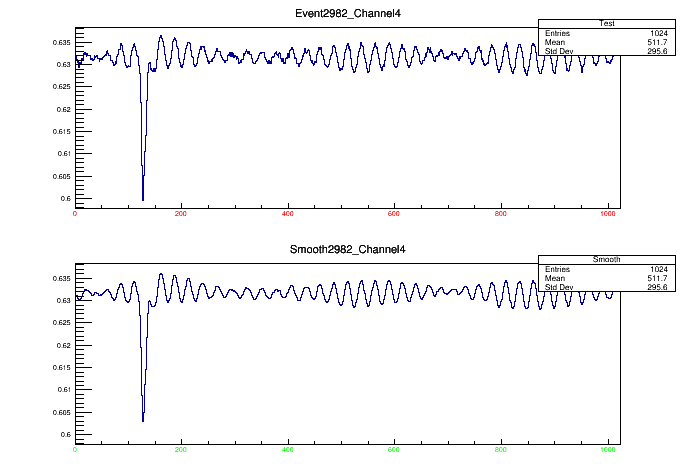 Event2982_Channel4
Test
Entries 1024
Mean 511.7
Std Dev 295.6
0.635
0.63
0.625
0.62
0.615
0.61
0.605
0.6
0 200 400 600 800 1000
Smooth2982_Channel4
Smooth
Entries 1024
Mean 511.7
Std Dev 295.6
0.635
0.63
0.625
0.62
0.615
0.61
0.605
0.6
0 200 400 600 800 1000